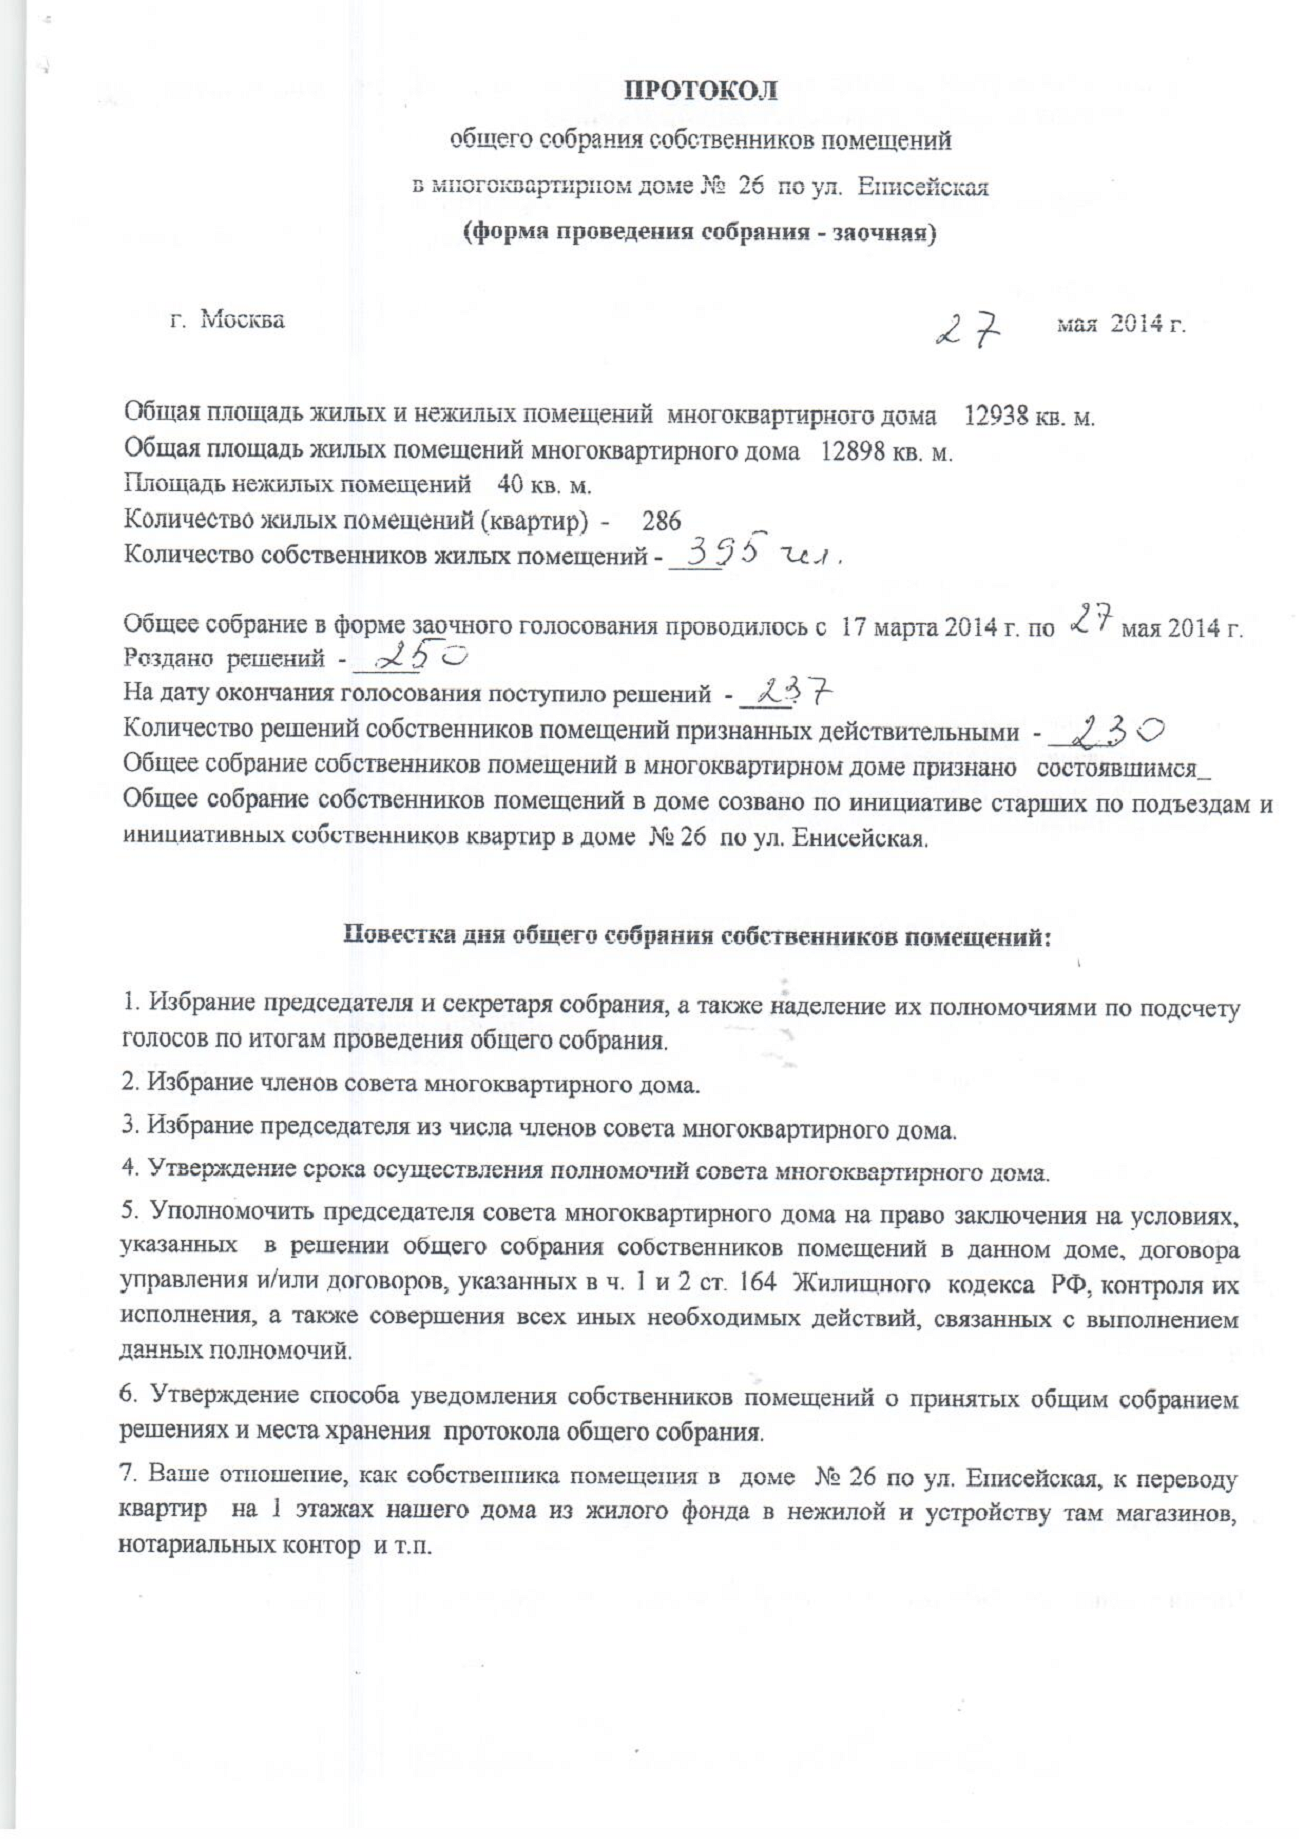 ПРОТОКОЛ
общего собрания собственников помещений
в многоквартирном доме № 26 по ул. Енисейская
(форма проведения собрания - заочная)
г. Москва 27 мая 2014 г.
Общая площадь жилых и нежилых помещений многоквартирного дома 12938 кв. м.
Общая площадь жилых помещений многоквартирного дома 12898 кв. м.
Площадь нежилых помещений 40 кв. м.
Количество жилых помещений (квартир) - 286
Количество собственников жилых помещений - 395 чел.
Общее собрание в форме заочного голосования проводилось с 17 марта 2014 г. по 27 мая 2014 г.
Роздано решений - 250
На дату окончания голосования поступило решений - 237
Количество решений собственников помещений признанных действительными - 230
Общее собрание собственников помещений в многоквартирном доме признано состоявшимся_
Общее собрание собственников помещений в доме созвано по инициативе старших по подъездам и
инициативных собственников квартир в доме № 26 по ул. Енисейская.
Повестка дня общего собрания собственников помещений:
1. Избрание председателя и секретаря собрания, а также наделение их полномочиями по подсчету
голосов по итогам проведения общего собрания.
2. Избрание членов совета многоквартирного дома.
3. Избрание председателя из числа членов совета многоквартирного дома.
4. Утверждение срока осуществления полномочий совета многоквартирного дома.
5. Уполномочить председателя совета многоквартирного дома на право заключения на условиях,
указанных в решении общего собрания собственников помещений в данном доме, договора
управления и/или договоров, указанных в ч. 1 и 2 ст. 164 Жилищного кодекса РФ, контроля их
исполнения, а также совершения всех иных необходимых действий, связанных с выполнением
данных полномочий.
6. Утверждение способа уведомления собственников помещений о принятых общим собранием
решениях и места хранения протокола общего собрания.
7. Ваше отношение, как собственника помещения в доме № 26 по ул. Енисейская, к переводу
квартир на 1 этажах нашего дома из жилого фонда в нежилой и устройству там магазинов,
нотариальных контор и т.п.